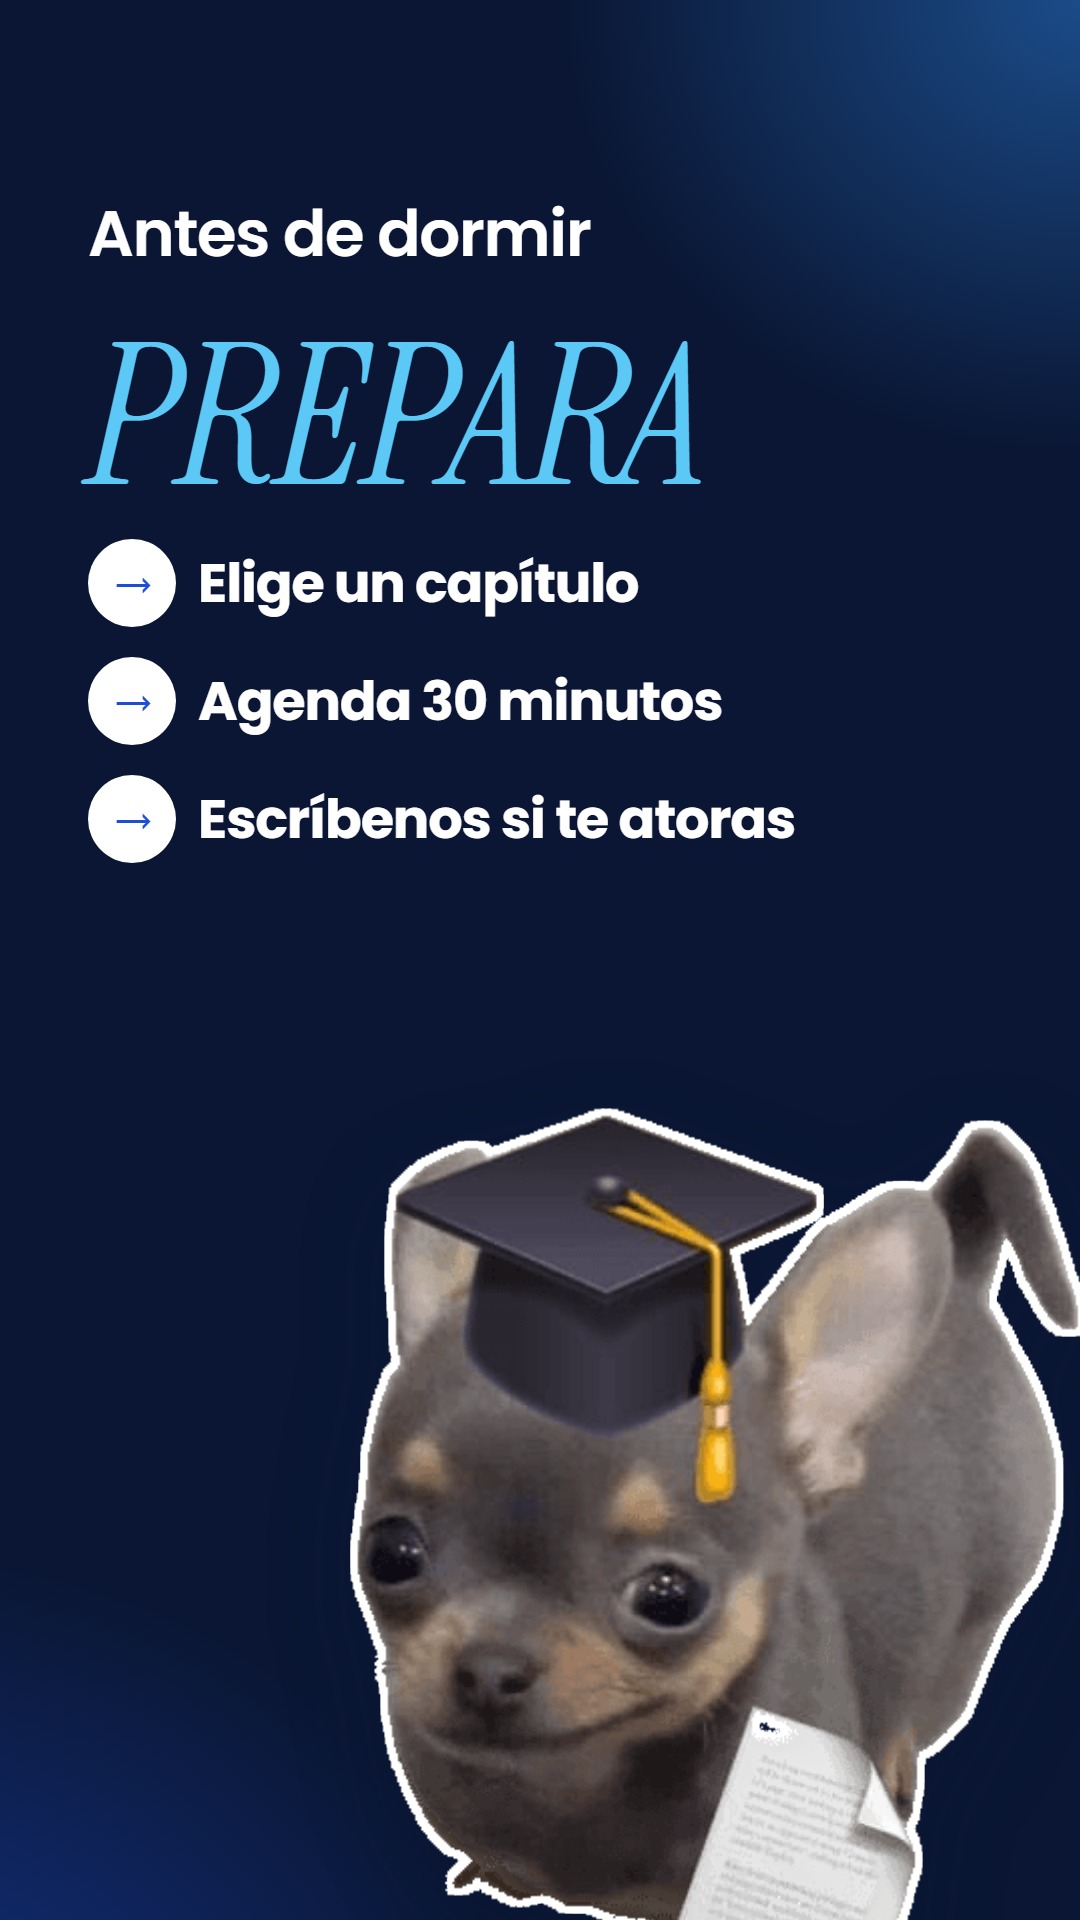 Antes de dormir
PREPARA
→ Elige un capítulo
→ Agenda 30 minutos
→ Escríbenos si te atoras